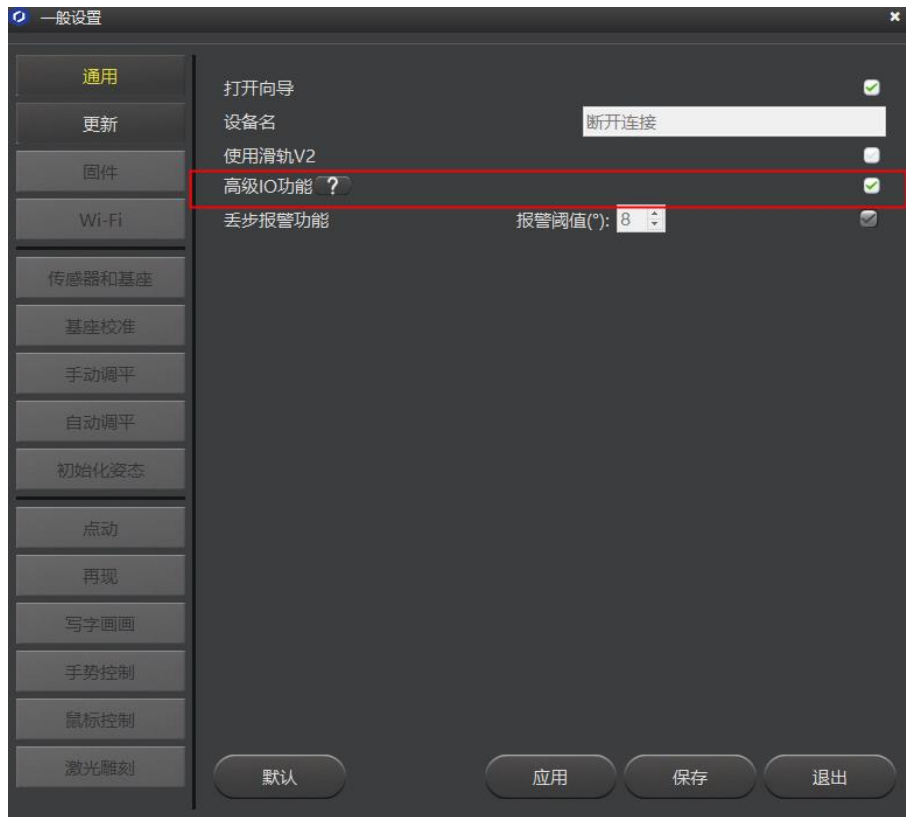 一般设置
通用
更新
固件
Wi-Fi
传感器和基座
基座校准
手动调平
自动调平
初始化姿态
点动
再现
写字画画
手势控制
鼠标控制
激光雕刻
打开向导
设备名 断开连接
使用滑轨V2
高级IO功能 ?
丢步报警功能 报警阈值(°): 8
默认 应用 保存 退出